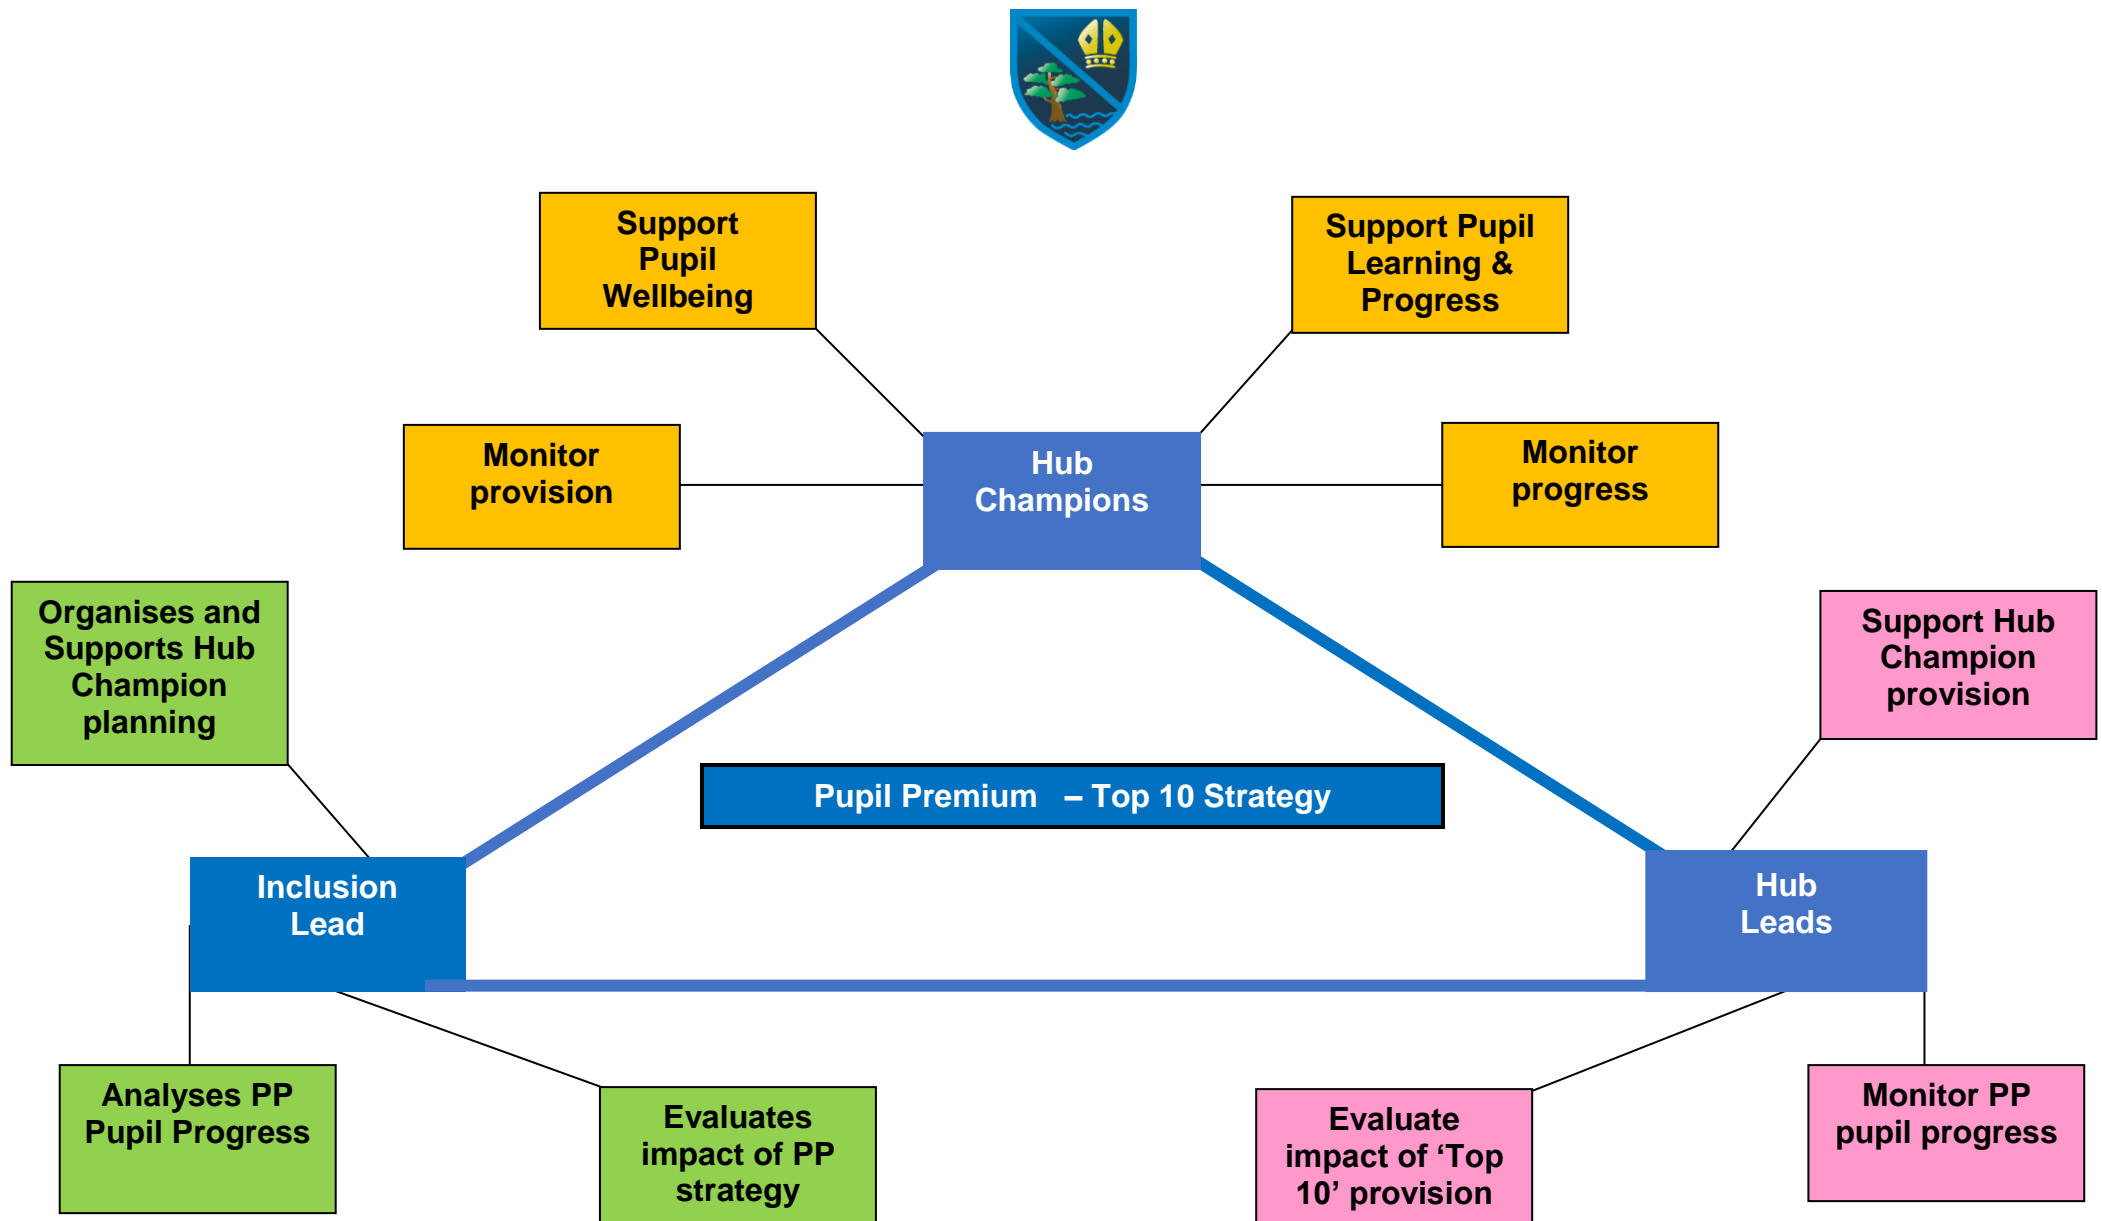 Support
Pupil
Wellbeing
Support Pupil
Learning &
Progress
Monitor
provision
Hub
Champions
Monitor
progress
Organises and
Supports Hub
Champion
planning
Support Hub
Champion
provision
Pupil Premium – Top 10 Strategy
Inclusion
Lead
Hub
Leads
Analyses PP
Pupil Progress
Evaluates
impact of PP
strategy
Evaluate
impact of ‘Top
10’ provision
Monitor PP
pupil progress